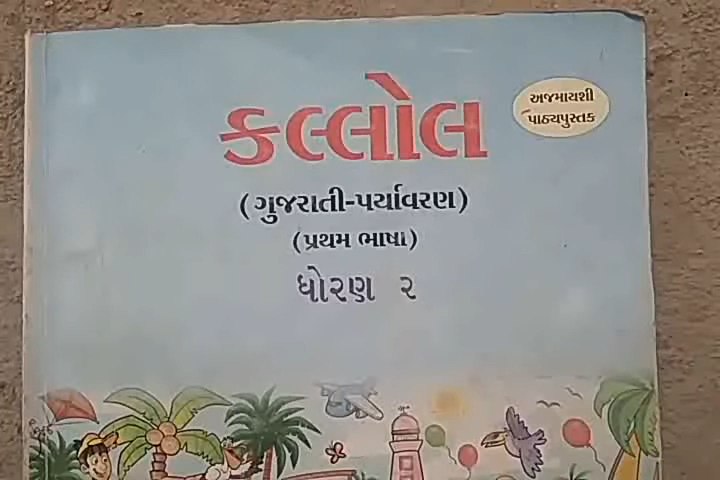 કલ્લોલ
અજમાયશી
પાઠ્યપુસ્તક
(ગુજરાતી-પર્યાવરણ)
(પ્રથમ ભાષા)
ધોરણ ૨